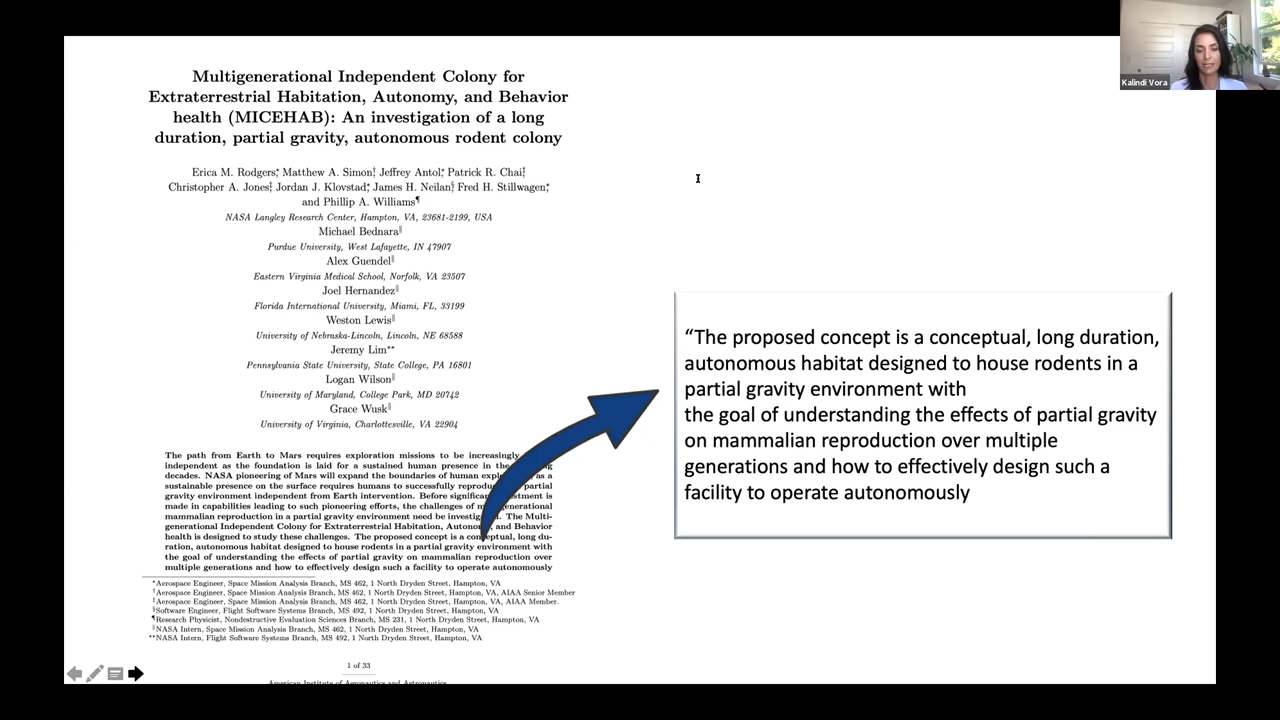 Kalindi Vora
Multigenerational Independent Colony for
Extraterrestrial Habitation, Autonomy, and Behavior
health (MICEHAB): An investigation of a long
duration, partial gravity, autonomous rodent colony
Erica M. Rodgers,* Matthew A. Simon,† Jeffrey Antol,* Patrick R. Chai,‡
Christopher A. Jones,‡ Jordan J. Klovstad,* James H. Neilan,§ Fred H. Stillwagen,*
and Phillip A. Williams¶
NASA Langley Research Center, Hampton, VA, 23681-2199, USA
Michael Bednara‖
Purdue University, West Lafayette, IN 47907
Alex Guendel‖
Eastern Virginia Medical School, Norfolk, VA 23507
Joel Hernandez‖
Florida International University, Miami, FL, 33199
Weston Lewis‖
University of Nebraska-Lincoln, Lincoln, NE 68588
Jeremy Lim**
Pennsylvania State University, State College, PA 16801
Logan Wilson‖
University of Maryland, College Park, MD 20742
Grace Wusk‖
University of Virginia, Charlottesville, VA 22904
The path from Earth to Mars requires exploration missions to be increasingly
independent as the foundation is laid for a sustained human presence in the
decades. NASA pioneering of Mars will expand the boundaries of human as a
sustainable presence on the surface requires humans to successfully partial
gravity environment independent from Earth intervention. Before is
made in capabilities leading to such pioneering efforts, the challenges of
mammalian reproduction in a partial gravity environment need be The Multi-
generational Independent Colony for Extraterrestrial Habitation, and Behavior
health is designed to study these challenges. The proposed concept is a long du-
ration, autonomous habitat designed to house rodents in a partial gravity environment with
the goal of understanding the effects of partial gravity on mammalian reproduction over
multiple generations and how to effectively design such a facility to operate autonomously
*Aerospace Engineer, Space Mission Analysis Branch, MS 462, 1 North Dryden Street, Hampton, VA
†Aerospace Engineer, Space Mission Analysis Branch, MS 462, 1 North Dryden Street, Hampton, VA, AIAA Senior Member
‡Aerospace Engineer, Space Mission Analysis Branch, MS 462, 1 North Dryden Street, Hampton, VA, AIAA Member.
§Software Engineer, Flight Software Systems Branch, MS 492, 1 North Dryden Street, Hampton, VA
¶Research Physicist, Nondestructive Evaluation Sciences Branch, MS 231, 1 North Dryden Street, Hampton, VA
‖NASA Intern, Space Mission Analysis Branch, MS 462, 1 North Dryden Street, Hampton, VA
**NASA Intern, Flight Software Systems Branch, MS 492, 1 North Dryden Street, Hampton, VA
1 of 33
American Institute of Aeronautics and Astronautics
“The proposed concept is a conceptual, long duration,
autonomous habitat designed to house rodents in a
partial gravity environment with
the goal of understanding the effects of partial gravity
on mammalian reproduction over multiple
generations and how to effectively design such a
facility to operate autonomously